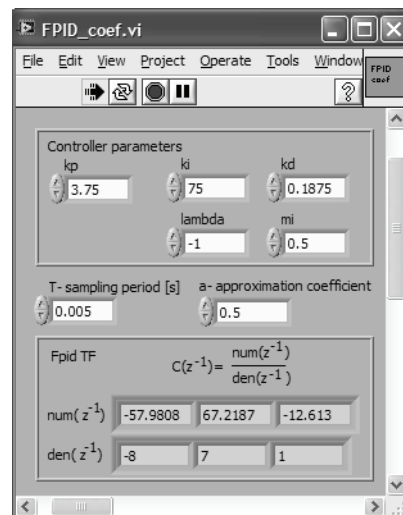 FPID_coef.vi
File Edit View Project Operate Tools Window
FPID
coef
Controller parameters
kp ki kd
3.75 75 0.1875
lambda mi
-1 0.5
T- sampling period [s] a- approximation coefficient
0.005 0.5
Fpid TF C(z⁻¹)= num(z⁻¹)
den(z⁻¹)
num( z⁻¹) -57.9808 67.2187 -12.613
den( z⁻¹) -8 7 1